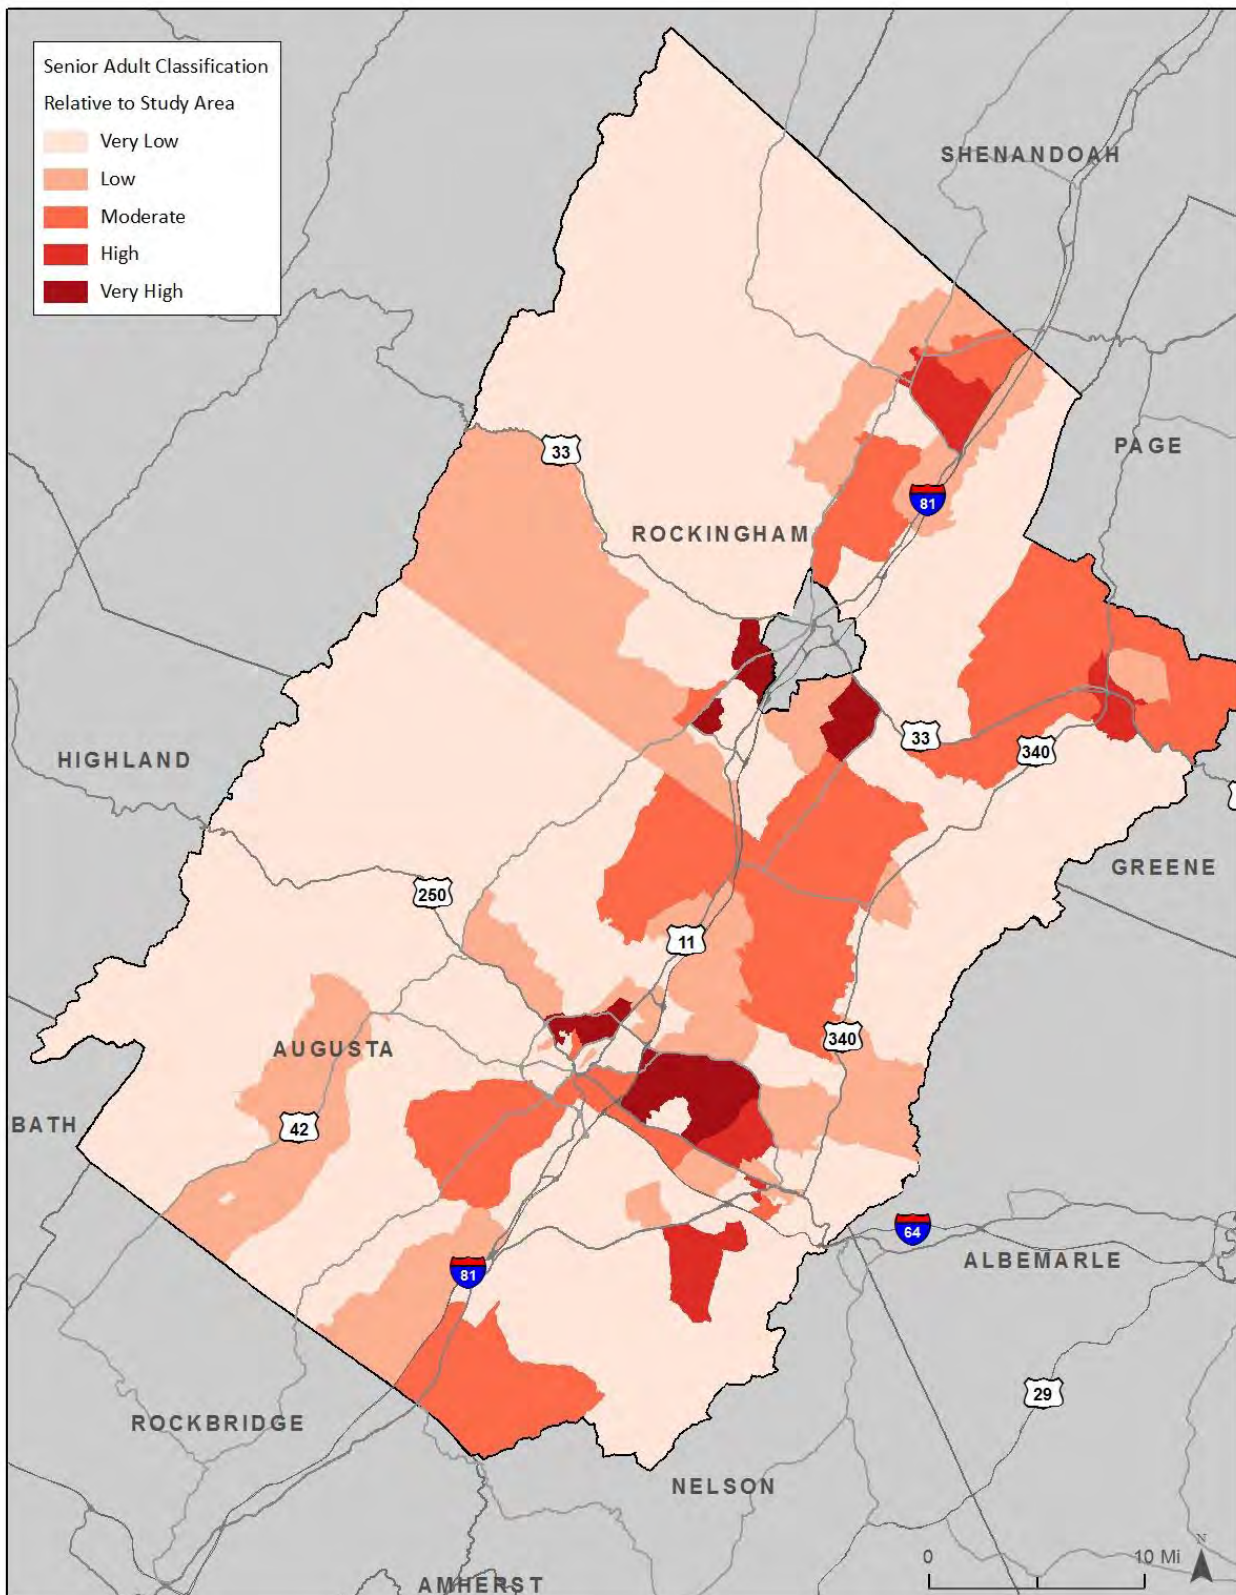 Senior Adult Classification
Relative to Study Area
Very Low
Low
Moderate
High
Very High
SHENANDOAH
PAGE
33
81
ROCKINGHAM
33
340
HIGHLAND
GREENE
250
11
340
AUGUSTA
BATH
42
64
ALBEMARLE
81
29
ROCKBRIDGE
NELSON
N
0 10 Mi
AMHERST